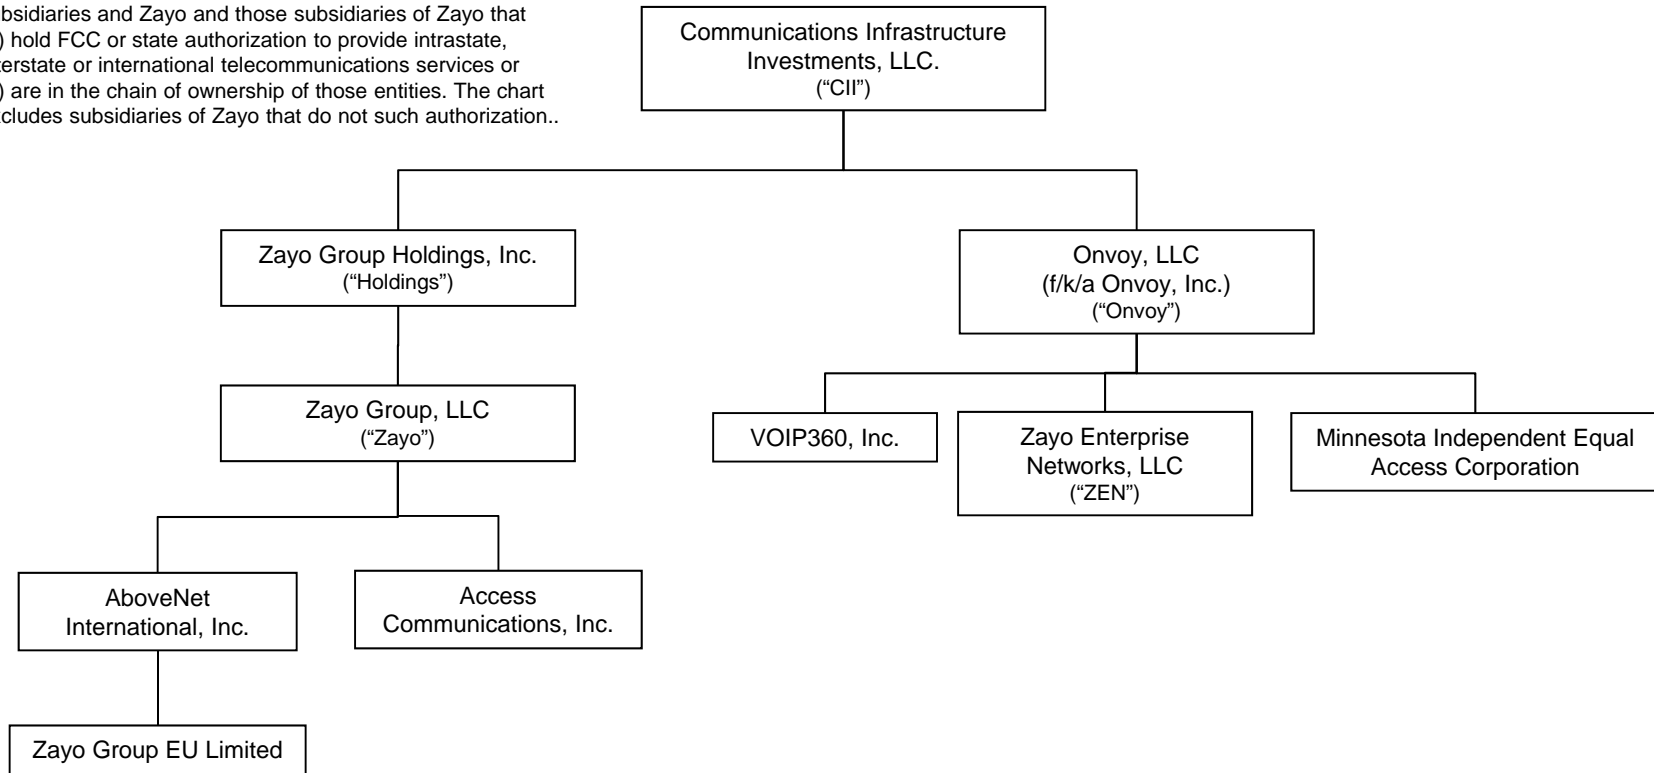 bsidiaries and Zayo and those subsidiaries of Zayo that
) hold FCC or state authorization to provide intrastate,
terstate or international telecommunications services or
) are in the chain of ownership of those entities. The chart
cludes subsidiaries of Zayo that do not such authorization..
Communications Infrastructure
Investments, LLC.
(“CII”)
Zayo Group Holdings, Inc.
(“Holdings”)
Onvoy, LLC
(f/k/a Onvoy, Inc.)
(“Onvoy”)
Zayo Group, LLC
(“Zayo”)
VOIP360, Inc.
Zayo Enterprise
Networks, LLC
(“ZEN”)
Minnesota Independent Equal
Access Corporation
AboveNet
International, Inc.
Access
Communications, Inc.
Zayo Group EU Limited